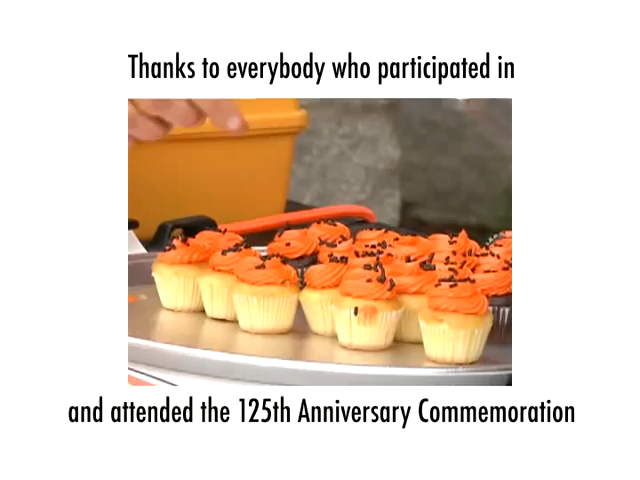 Thanks to everybody who participated in
and attended the 125th Anniversary Commemoration